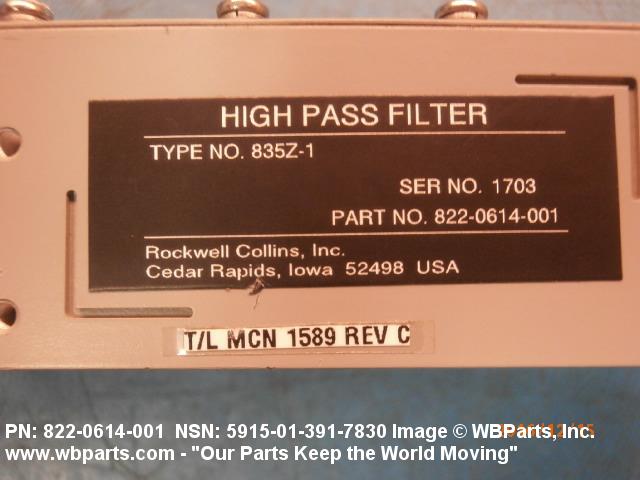 HIGH PASS FILTER
TYPE NO. 835Z-1
SER NO. 1703
PART NO. 822-0614-001
Rockwell Collins, Inc.
Cedar Rapids, Iowa 52498 USA
T/L MCN 1589 REV C
PN: 822-0614-001 NSN: 5915-01-391-7830 Image © WBParts, Inc.
www.wbparts.com - "Our Parts Keep the World Moving"